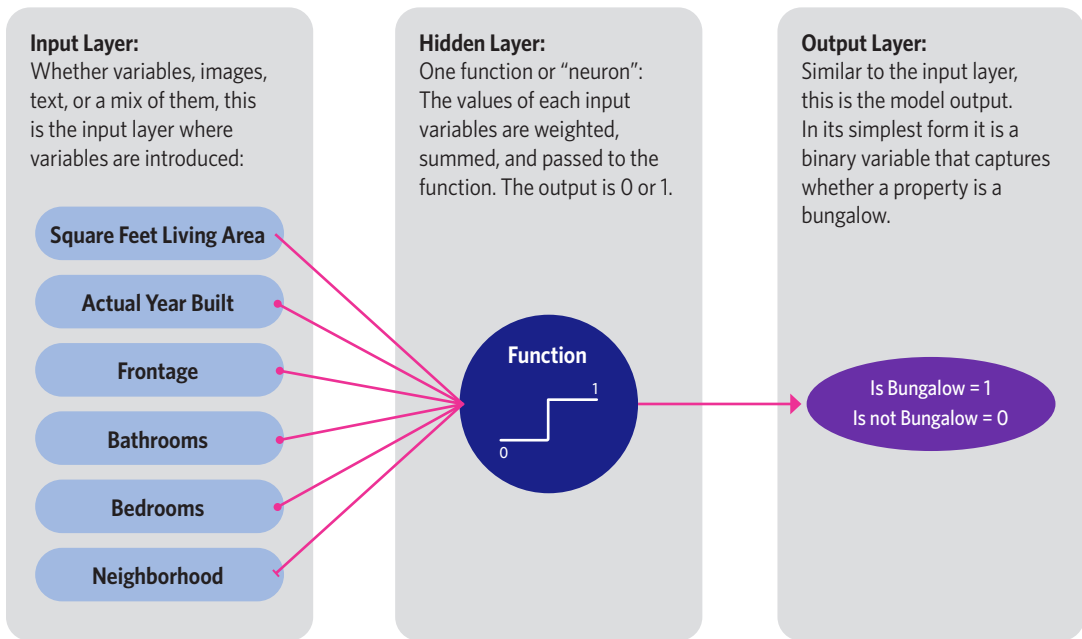 Input Layer:
Whether variables, images,
text, or a mix of them, this
is the input layer where
variables are introduced:
Square Feet Living Area
Actual Year Built
Frontage
Bathrooms
Bedrooms
Neighborhood
Hidden Layer:
One function or “neuron”:
The values of each input
variables are weighted,
summed, and passed to the
function. The output is 0 or 1.
Function
1
0
Output Layer:
Similar to the input layer,
this is the model output.
In its simplest form it is a
binary variable that captures
whether a property is a
bungalow.
Is Bungalow = 1
Is not Bungalow = 0